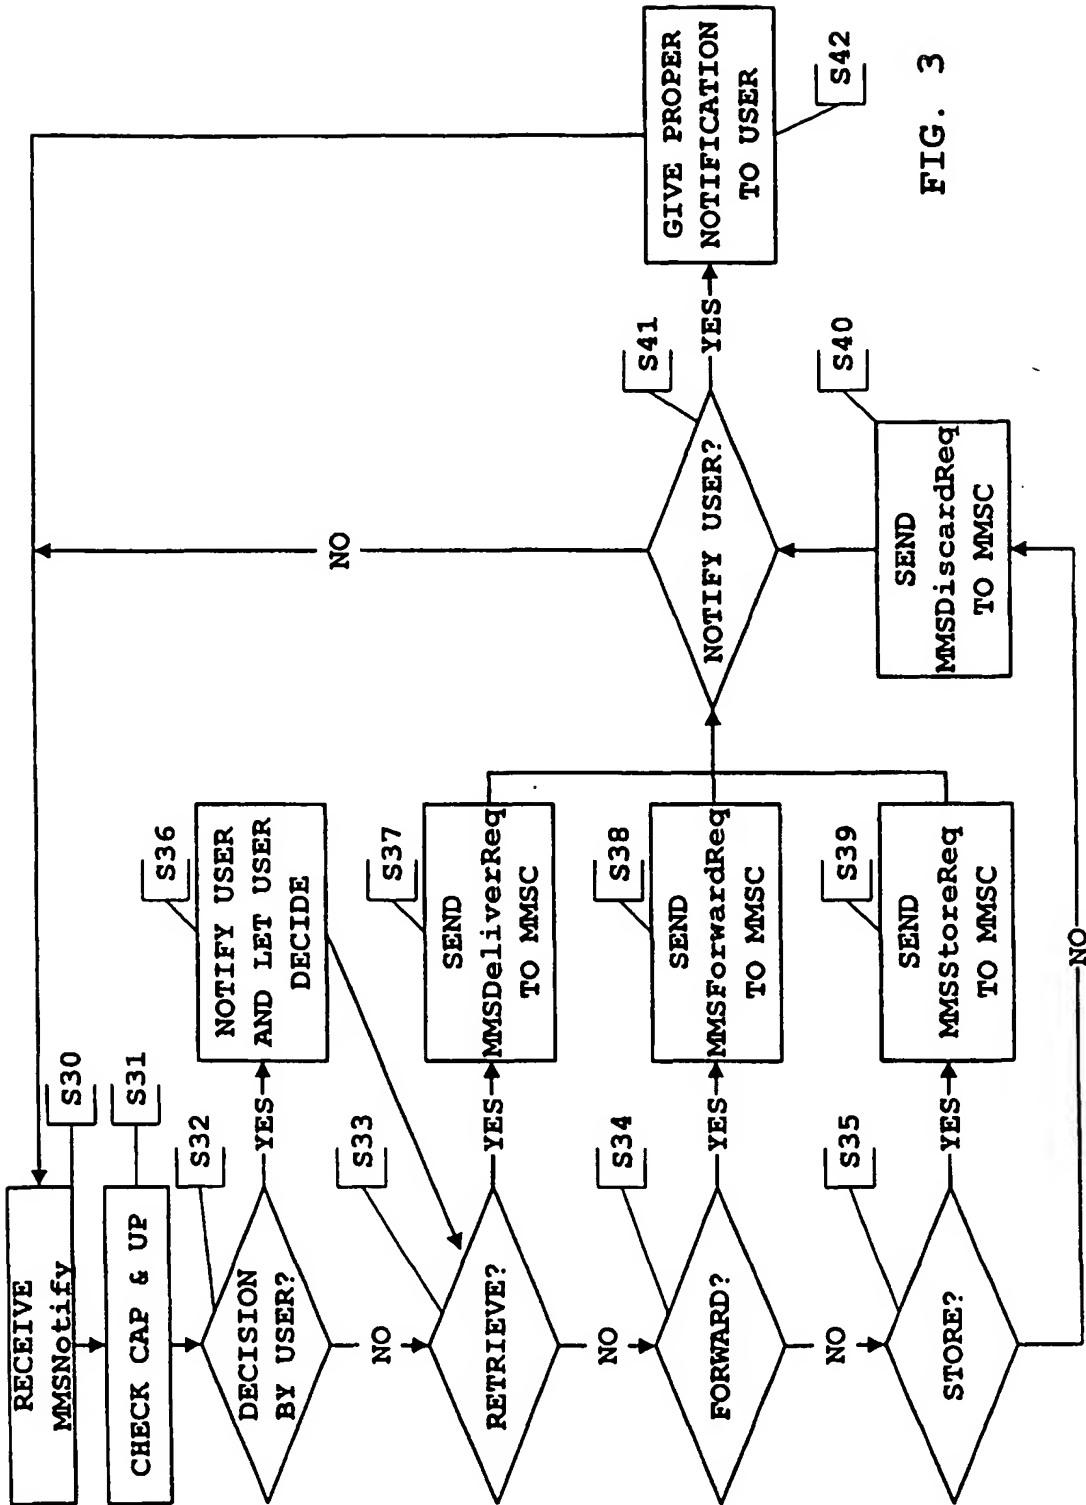 RECEIVE
MMSNotify
S30
CHECK CAP & UP
S31
DECISION
BY USER?
S32
YES
NOTIFY USER
AND LET USER
DECIDE
S36
NO
RETRIEVE?
S33
YES
SEND
MMSDeliverReq
TO MMSC
S37
NO
FORWARD?
S34
YES
SEND
MMSForwardReq
TO MMSC
S38
NO
STORE?
S35
YES
SEND
MMSStoreReq
TO MMSC
S39
NO
SEND
MMSDiscardReq
TO MMSC
S40
NOTIFY USER?
S41
NO
YES
GIVE PROPER
NOTIFICATION
TO USER
S42
FIG. 3